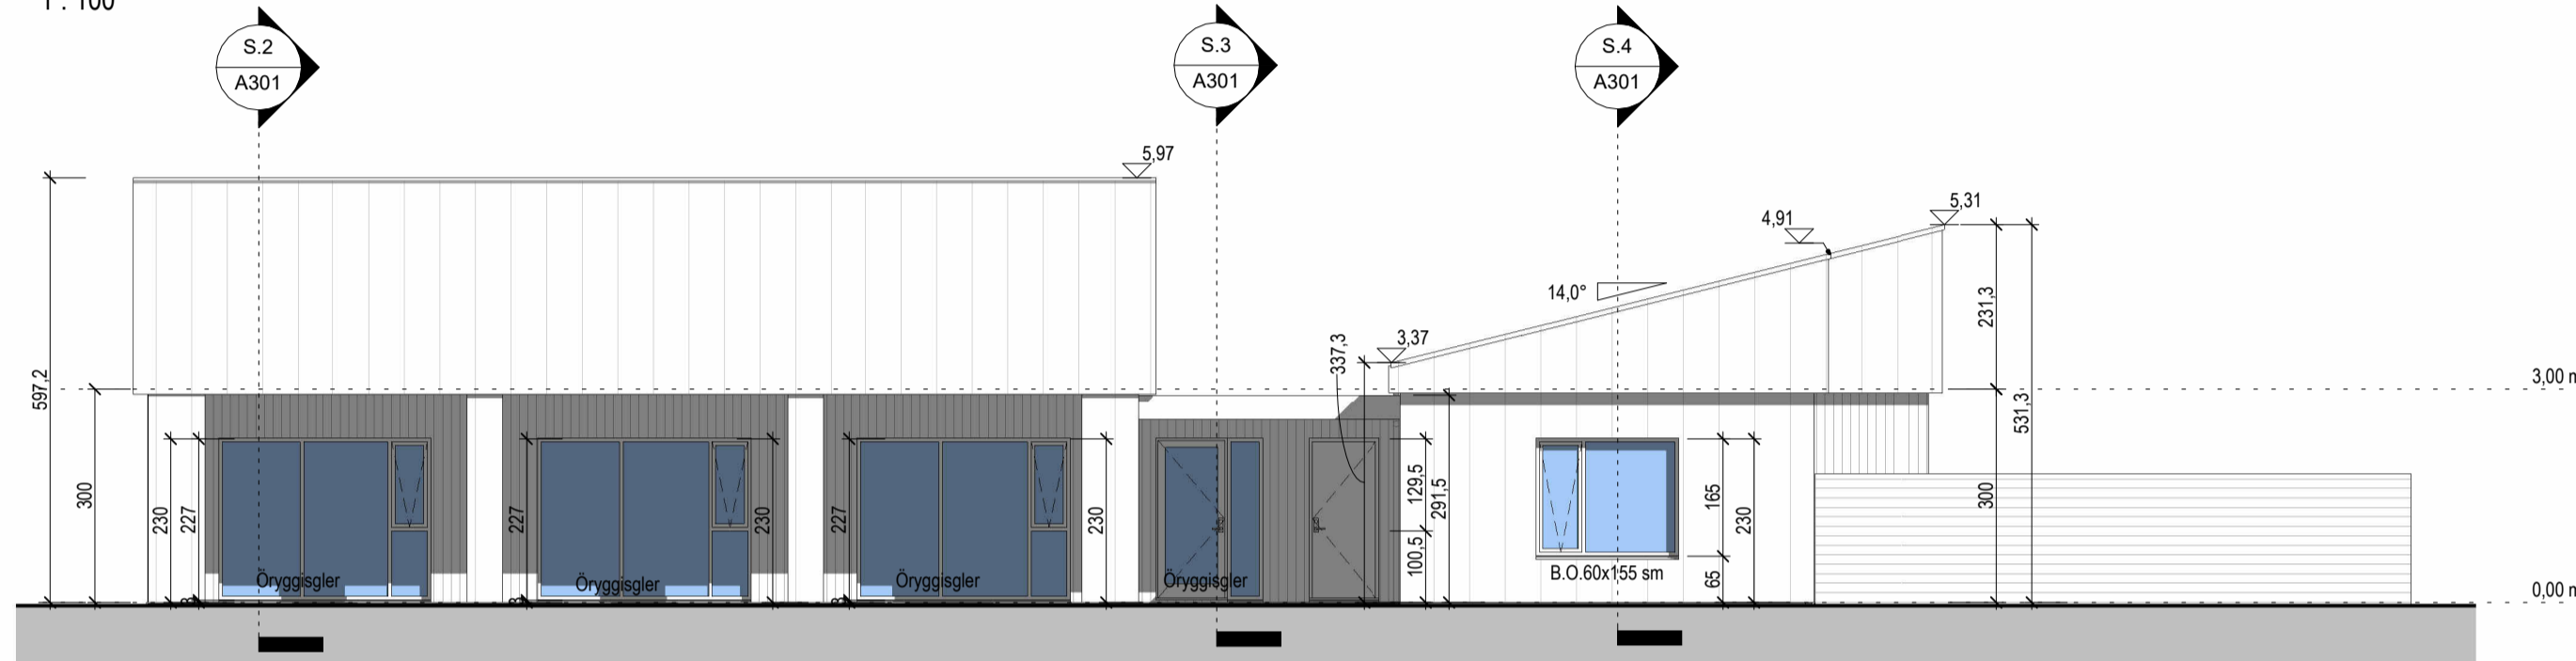 1 : 100
S.2
A301
S.3
A301
S.4
A301
5,97
5,31
4,91
14,0°
3,37
337,3
231,3
597,2
3,00 m
531,3
300
230
227
227
230
227
230
129,5
291,5
100,5
165
230
65
300
Öryggisgler
Öryggisgler
Öryggisgler
Öryggisgler
B.O.60x155 sm
0,00 m